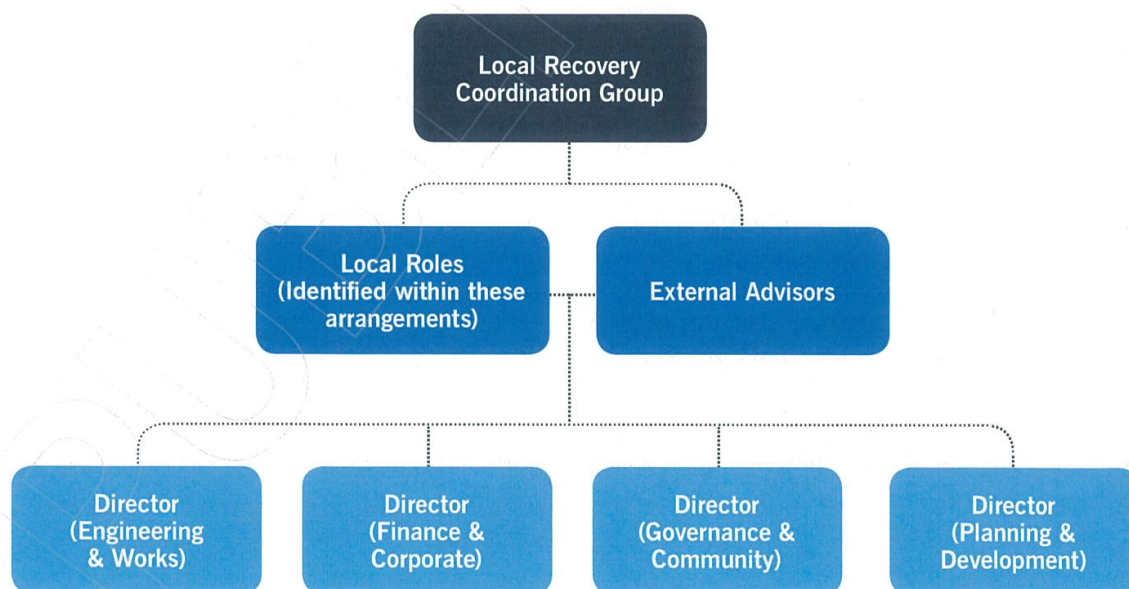 Local Recovery
Coordination Group
Local Roles
(Identified within these
arrangements)
External Advisors
Director
(Engineering
& Works)
Director
(Finance &
Corporate)
Director
(Governance &
Community)
Director
(Planning &
Development)